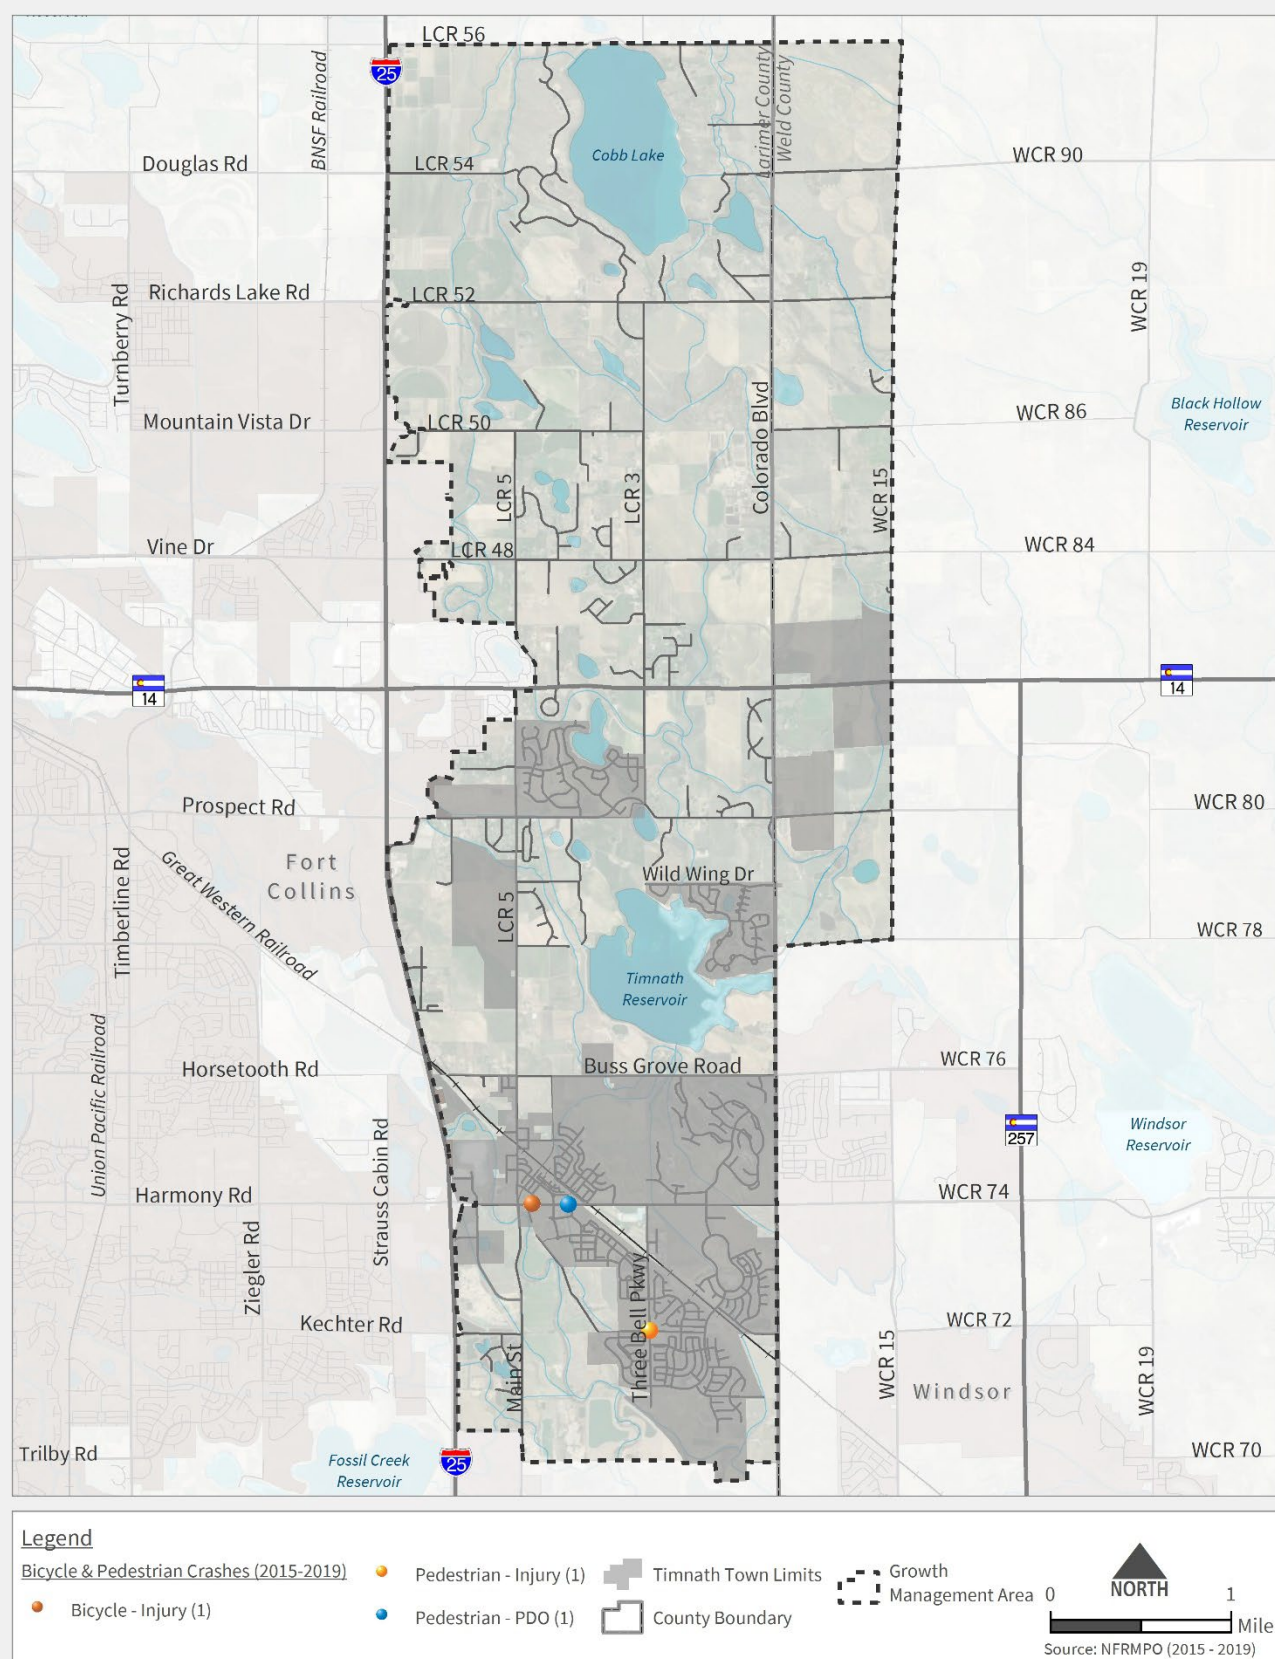 LCR 56
25
BNSF Railroad
Larimer County
Weld County
Cobb Lake
Douglas Rd
LCR 54
WCR 90
Richards Lake Rd
LCR 52
Turnberry Rd
WCR 19
Mountain Vista Dr
LCR 50
Colorado Blvd
WCR 86
Black Hollow
Reservoir
LCR 5
LCR 3
WCR 15
Vine Dr
LCR 48
WCR 84
C
14
C
14
Prospect Rd
WCR 80
Fort
Collins
Great Western Railroad
Timberline Rd
LCR 5
Wild Wing Dr
WCR 78
Timnath
Reservoir
Union Pacific Railroad
Horsetooth Rd
Buss Grove Road
WCR 76
Strauss Cabin Rd
C
257
Windsor
Reservoir
Harmony Rd
WCR 74
Ziegler Rd
Three Bell Pkwy
Kechter Rd
WCR 72
Main St
WCR 15
WCR 19
Windsor
Trilby Rd
Fossil Creek
Reservoir
25
WCR 70
Legend
Bicycle & Pedestrian Crashes (2015-2019)
Bicycle - Injury (1)
Pedestrian - Injury (1)
Pedestrian - PDO (1)
Timnath Town Limits
County Boundary
Growth
Management Area
NORTH
0 1
Mile
Source: NFRMPO (2015 - 2019)